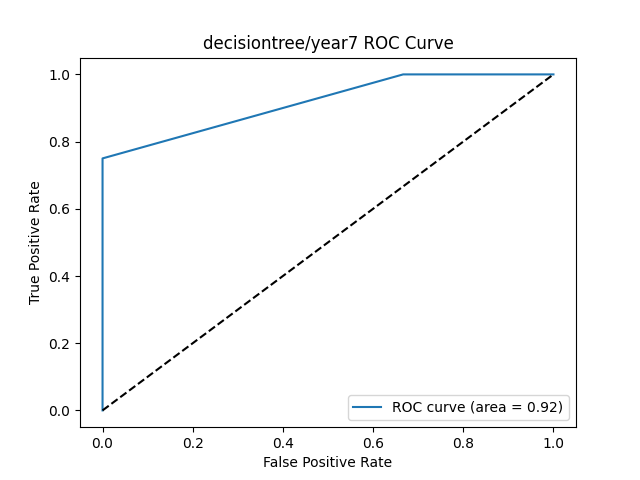 decisiontree/year7 ROC Curve
True Positive Rate
1.0
0.8
0.6
0.4
0.2
0.0
ROC curve (area = 0.92)
0.0 0.2 0.4 0.6 0.8 1.0
False Positive Rate